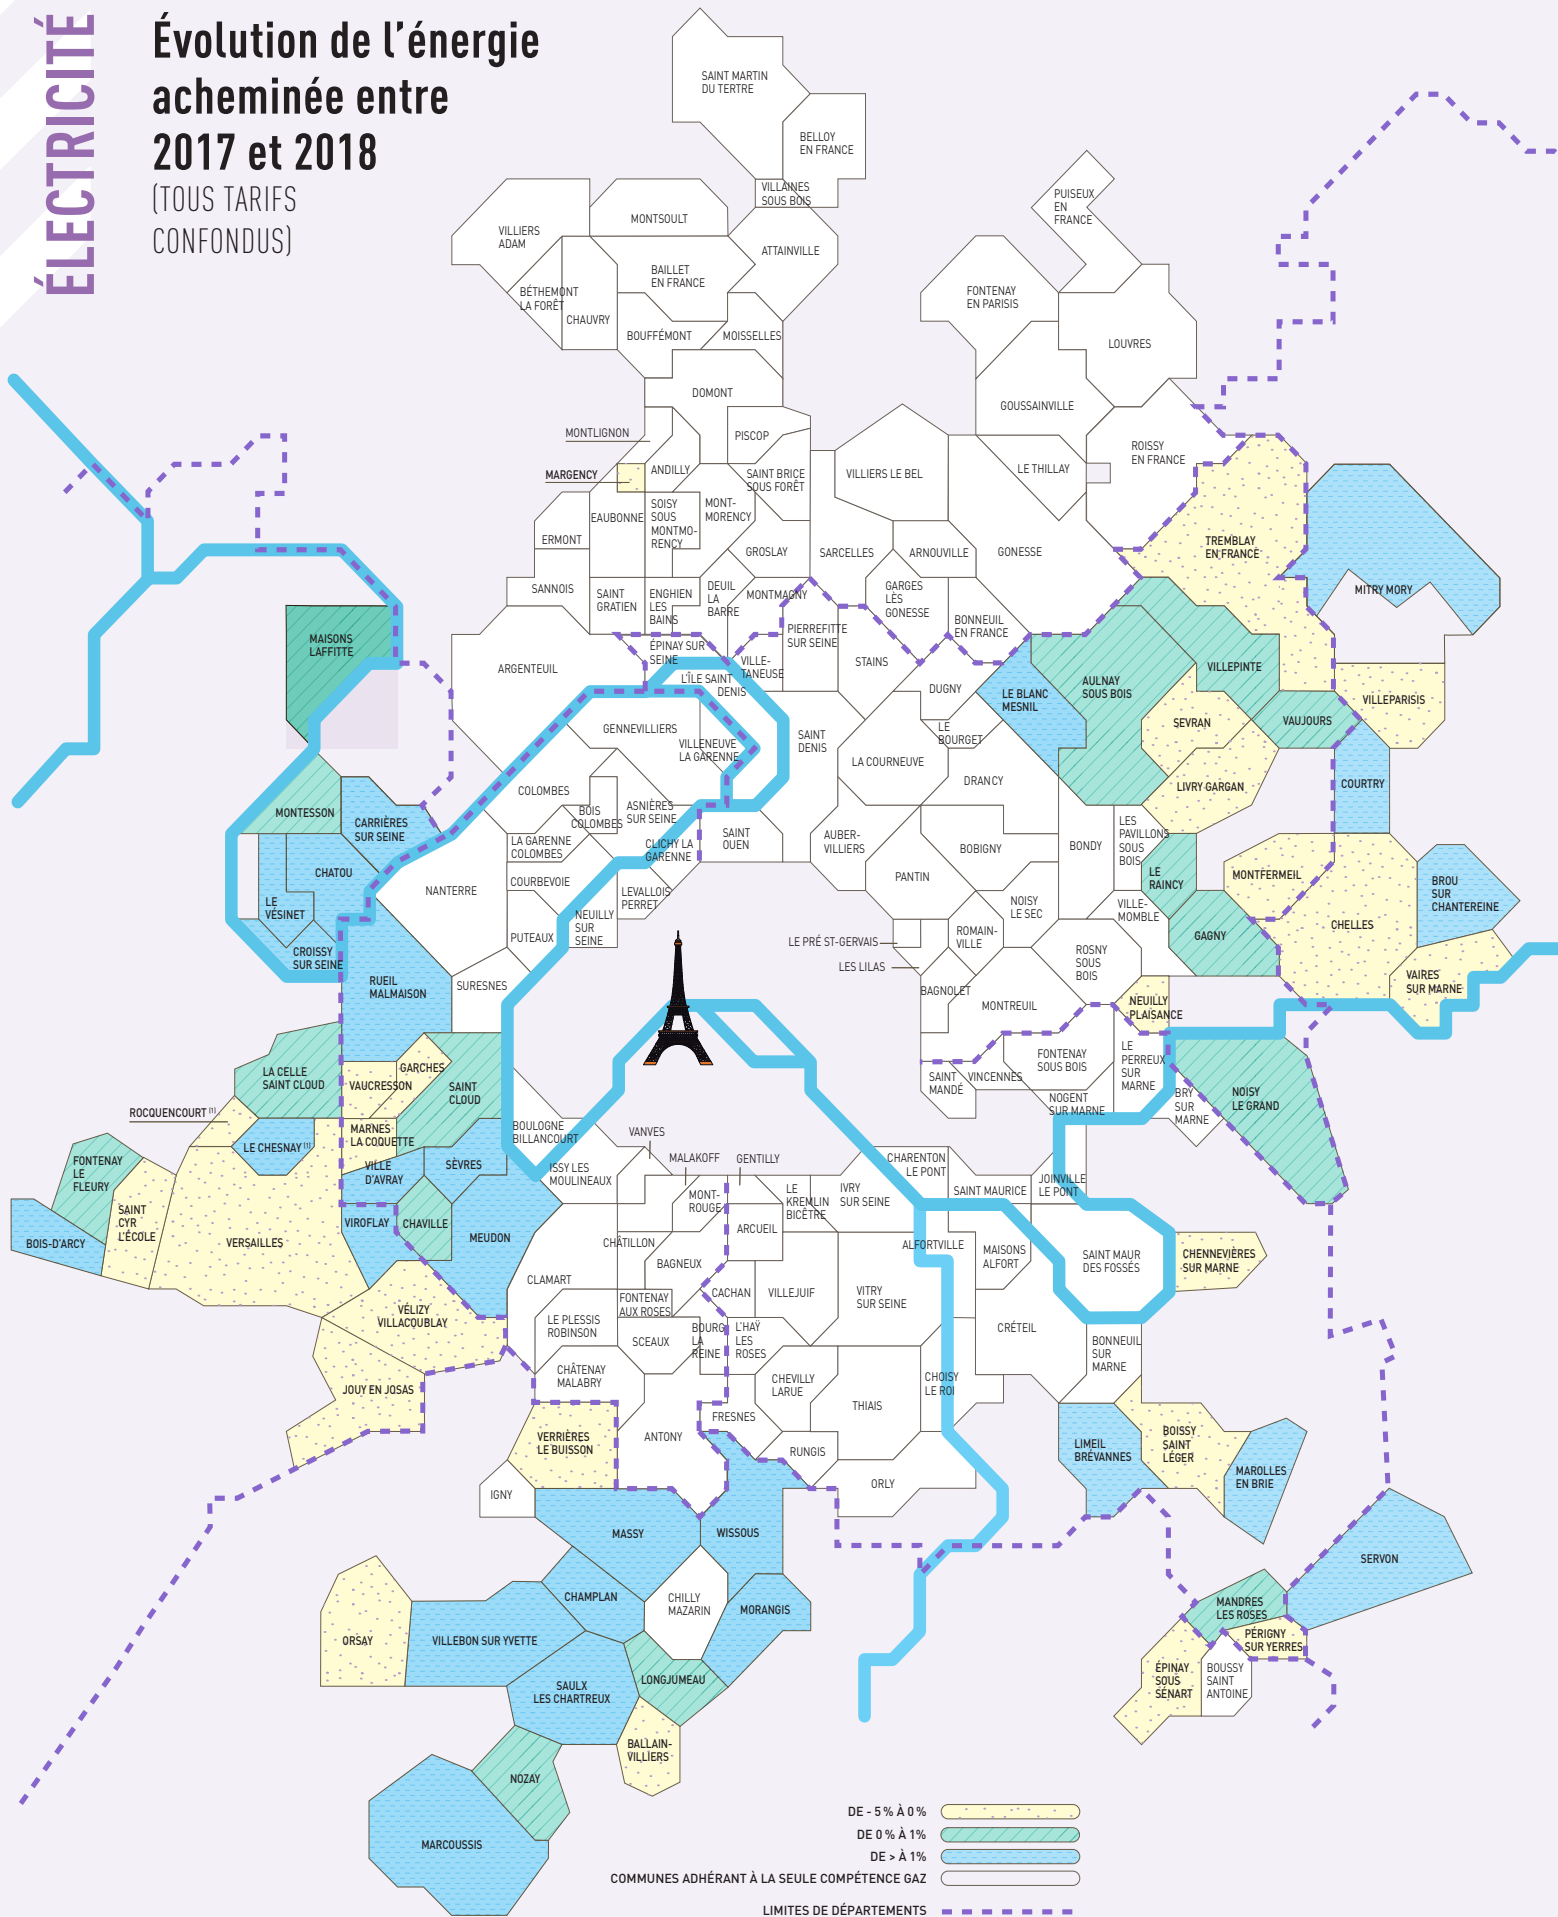 ÉLECTRICITÉ
Évolution de l’énergie
acheminée entre
2017 et 2018
(TOUS TARIFS
CONFONDUS)
SAINT MARTIN
DU TERTRE
BELLOY
EN FRANCE
VILLAINES
SOUS BOIS
VILLIERS
ADAM
MONTSOULT
ATTAINVILLE
PUISEUX
EN
FRANCE
BAILLET
EN FRANCE
BÉTHEMONT
LA FORÊT
CHAUVRY
BOUFFÉMONT
MOISSELLES
FONTENAY
EN PARISIS
LOUVRES
DOMONT
GOUSSAINVILLE
MONTLIGNON
PISCOP
ROISSY
EN FRANCE
MARGENCY
ANDILLY
SAINT BRICE
SOUS FORÊT
VILLIERS LE BEL
LE THILLAY
EAUBONNE
SOISY
SOUS
MONTMO-
RENCY
MONT-
MORENCY
ERMONT
GROSLAY
SARCELLES
ARNOUVILLE
GONESSE
TREMBLAY
EN FRANCE
MITRY MORY
SANNOIS
SAINT
GRATIEN
ENGHIEN
LES
BAINS
DEUIL
LA
BARRE
MONTMAGNY
GARGES
LÈS
GONESSE
BONNEUIL
EN FRANCE
MAISONS
LAFFITTE
ARGENTEUIL
ÉPINAY SUR
SEINE
VILLE-
TANEUSE
PIERREFITTE
SUR SEINE
STAINS
L'ÎLE SAINT
DENIS
DUGNY
LE BLANC
MESNIL
AULNAY
SOUS BOIS
VILLEPINTE
VILLEPARISIS
GENNEVILLIERS
VILLENEUVE
LA GARENNE
SAINT
DENIS
LE
BOURGET
SEVRAN
VAUJOURS
LA COURNEUVE
DRANCY
LIVRY GARGAN
COURTRY
COLOMBES
BOIS
COLOMBES
ASNIÈRES
SUR SEINE
MONTESSON
CARRIÈRES
SUR SEINE
LA GARENNE
COLOMBES
CLICHY LA
GARENNE
SAINT
OUEN
AUBER-
VILLIERS
BOBIGNY
BONDY
LES
PAVILLONS
SOUS
BOIS
CHATOU
NANTERRE
COURBEVOIE
LEVALLOIS
PERRET
PANTIN
LE
RAINCY
MONTFERMEIL
BROU
SUR
CHANTEREINE
LE
VÉSINET
NEUILLY
SUR
SEINE
NOISY
LE SEC
VILLE-
MOMBLE
CHELLES
PUTEAUX
LE PRÉ ST-GERVAIS
ROMAIN-
VILLE
GAGNY
CROISSY
SUR SEINE
LES LILAS
ROSNY
SOUS
BOIS
VAIRES
SUR MARNE
RUEIL
MALMAISON
SURESNES
BAGNOLET
MONTREUIL
NEUILLY
PLAISANCE
LA CELLE
SAINT CLOUD
GARCHES
VAUCRESSON
SAINT
CLOUD
SAINT
MANDÉ
VINCENNES
FONTENAY
SOUS BOIS
LE
PERREUX
SUR
MARNE
NOISY
LE GRAND
ROCQUENCOURT (1)
NOGENT
SUR MARNE
BRY
SUR
MARNE
LE CHESNAY (1)
MARNES
LA COQUETTE
BOULOGNE
BILLANCOURT
VANVES
MALAKOFF
GENTILLY
CHARENTON
LE PONT
FONTENAY
LE
FLEURY
VILLE
D'AVRAY
SÈVRES
ISSY LES
MOULINEAUX
MONT-
ROUGE
LE
KREMLIN
BICÊTRE
IVRY
SUR SEINE
SAINT MAURICE
JOINVILLE
LE PONT
SAINT
CYR
L'ÉCOLE
VIROFLAY
CHAVILLE
MEUDON
CHÂTILLON
ARCUEIL
BOIS-D'ARCY
VERSAILLES
ALFORTVILLE
MAISONS
ALFORT
SAINT MAUR
DES FOSSÉS
CHENNEVIÈRES
SUR MARNE
CLAMART
BAGNEUX
CACHAN
VILLEJUIF
VITRY
SUR SEINE
VÉLIZY
VILLACOUBLAY
FONTENAY
AUX ROSES
LE PLESSIS
ROBINSON
SCEAUX
BOURG
LA
REINE
L'HAŸ
LES
ROSES
CRÉTEIL
BONNEUIL
SUR
MARNE
JOUY EN JOSAS
CHÂTENAY
MALABRY
CHEVILLY
LARUE
THIAIS
CHOISY
LE ROI
FRESNES
VERRIÈRES
LE BUISSON
ANTONY
RUNGIS
LIMEIL
BRÉVANNES
BOISSY
SAINT
LÉGER
MAROLLES
EN BRIE
IGNY
ORLY
MASSY
WISSOUS
SERVON
CHAMPLAN
CHILLY
MAZARIN
MORANGIS
MANDRES
LES ROSES
ORSAY
VILLEBON SUR YVETTE
PÉRIGNY
SUR YERRES
LONGJUMEAU
ÉPINAY
SOUS
SÉNART
BOUSSY
SAINT
ANTOINE
SAULX
LES CHARTREUX
BALLAIN-
VILLIERS
NOZAY
MARCOUSSIS
DE - 5 % À 0 %
DE 0 % À 1%
DE > À 1%
COMMUNES ADHÉRANT À LA SEULE COMPÉTENCE GAZ
LIMITES DE DÉPARTEMENTS